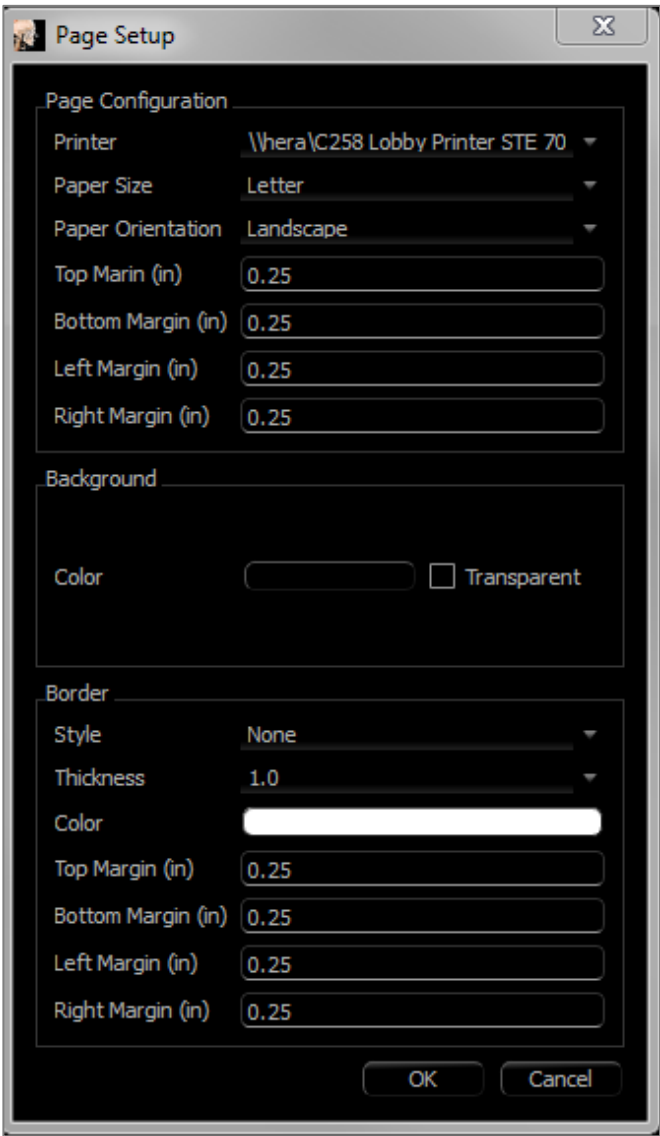 Page Setup
Page Configuration
Printer \\hera\C258 Lobby Printer STE 70
Paper Size Letter
Paper Orientation Landscape
Top Marin (in) 0.25
Bottom Margin (in) 0.25
Left Margin (in) 0.25
Right Margin (in) 0.25
Background
Color Transparent
Border
Style None
Thickness 1.0
Color
Top Margin (in) 0.25
Bottom Margin (in) 0.25
Left Margin (in) 0.25
Right Margin (in) 0.25
OK Cancel